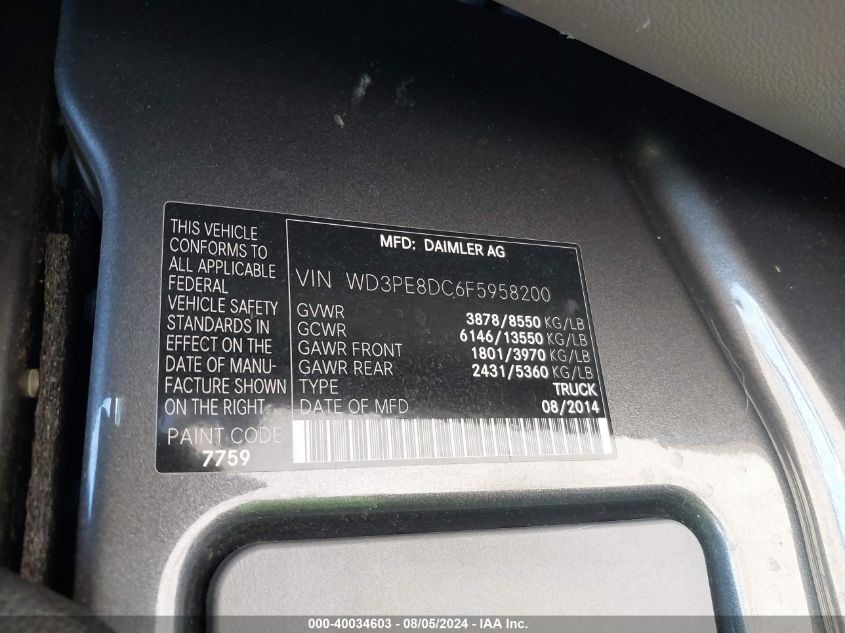 THIS VEHICLE
CONFORMS TO
ALL APPLICABLE
FEDERAL
VEHICLE SAFETY
STANDARDS IN
EFFECT ON THE
DATE OF MANU-
FACTURE SHOWN
ON THE RIGHT.
PAINT CODE
7759
MFD: DAIMLER AG
VIN WD3PE8DC6F5958200
GVWR 3878/8550 KG/LB
GCWR 6146/13550 KG/LB
GAWR FRONT 1801/3970 KG/LB
GAWR REAR 2431/5360 KG/LB
TYPE TRUCK
DATE OF MFD 08/2014
000-40034603 - 08/05/2024 - IAA Inc.